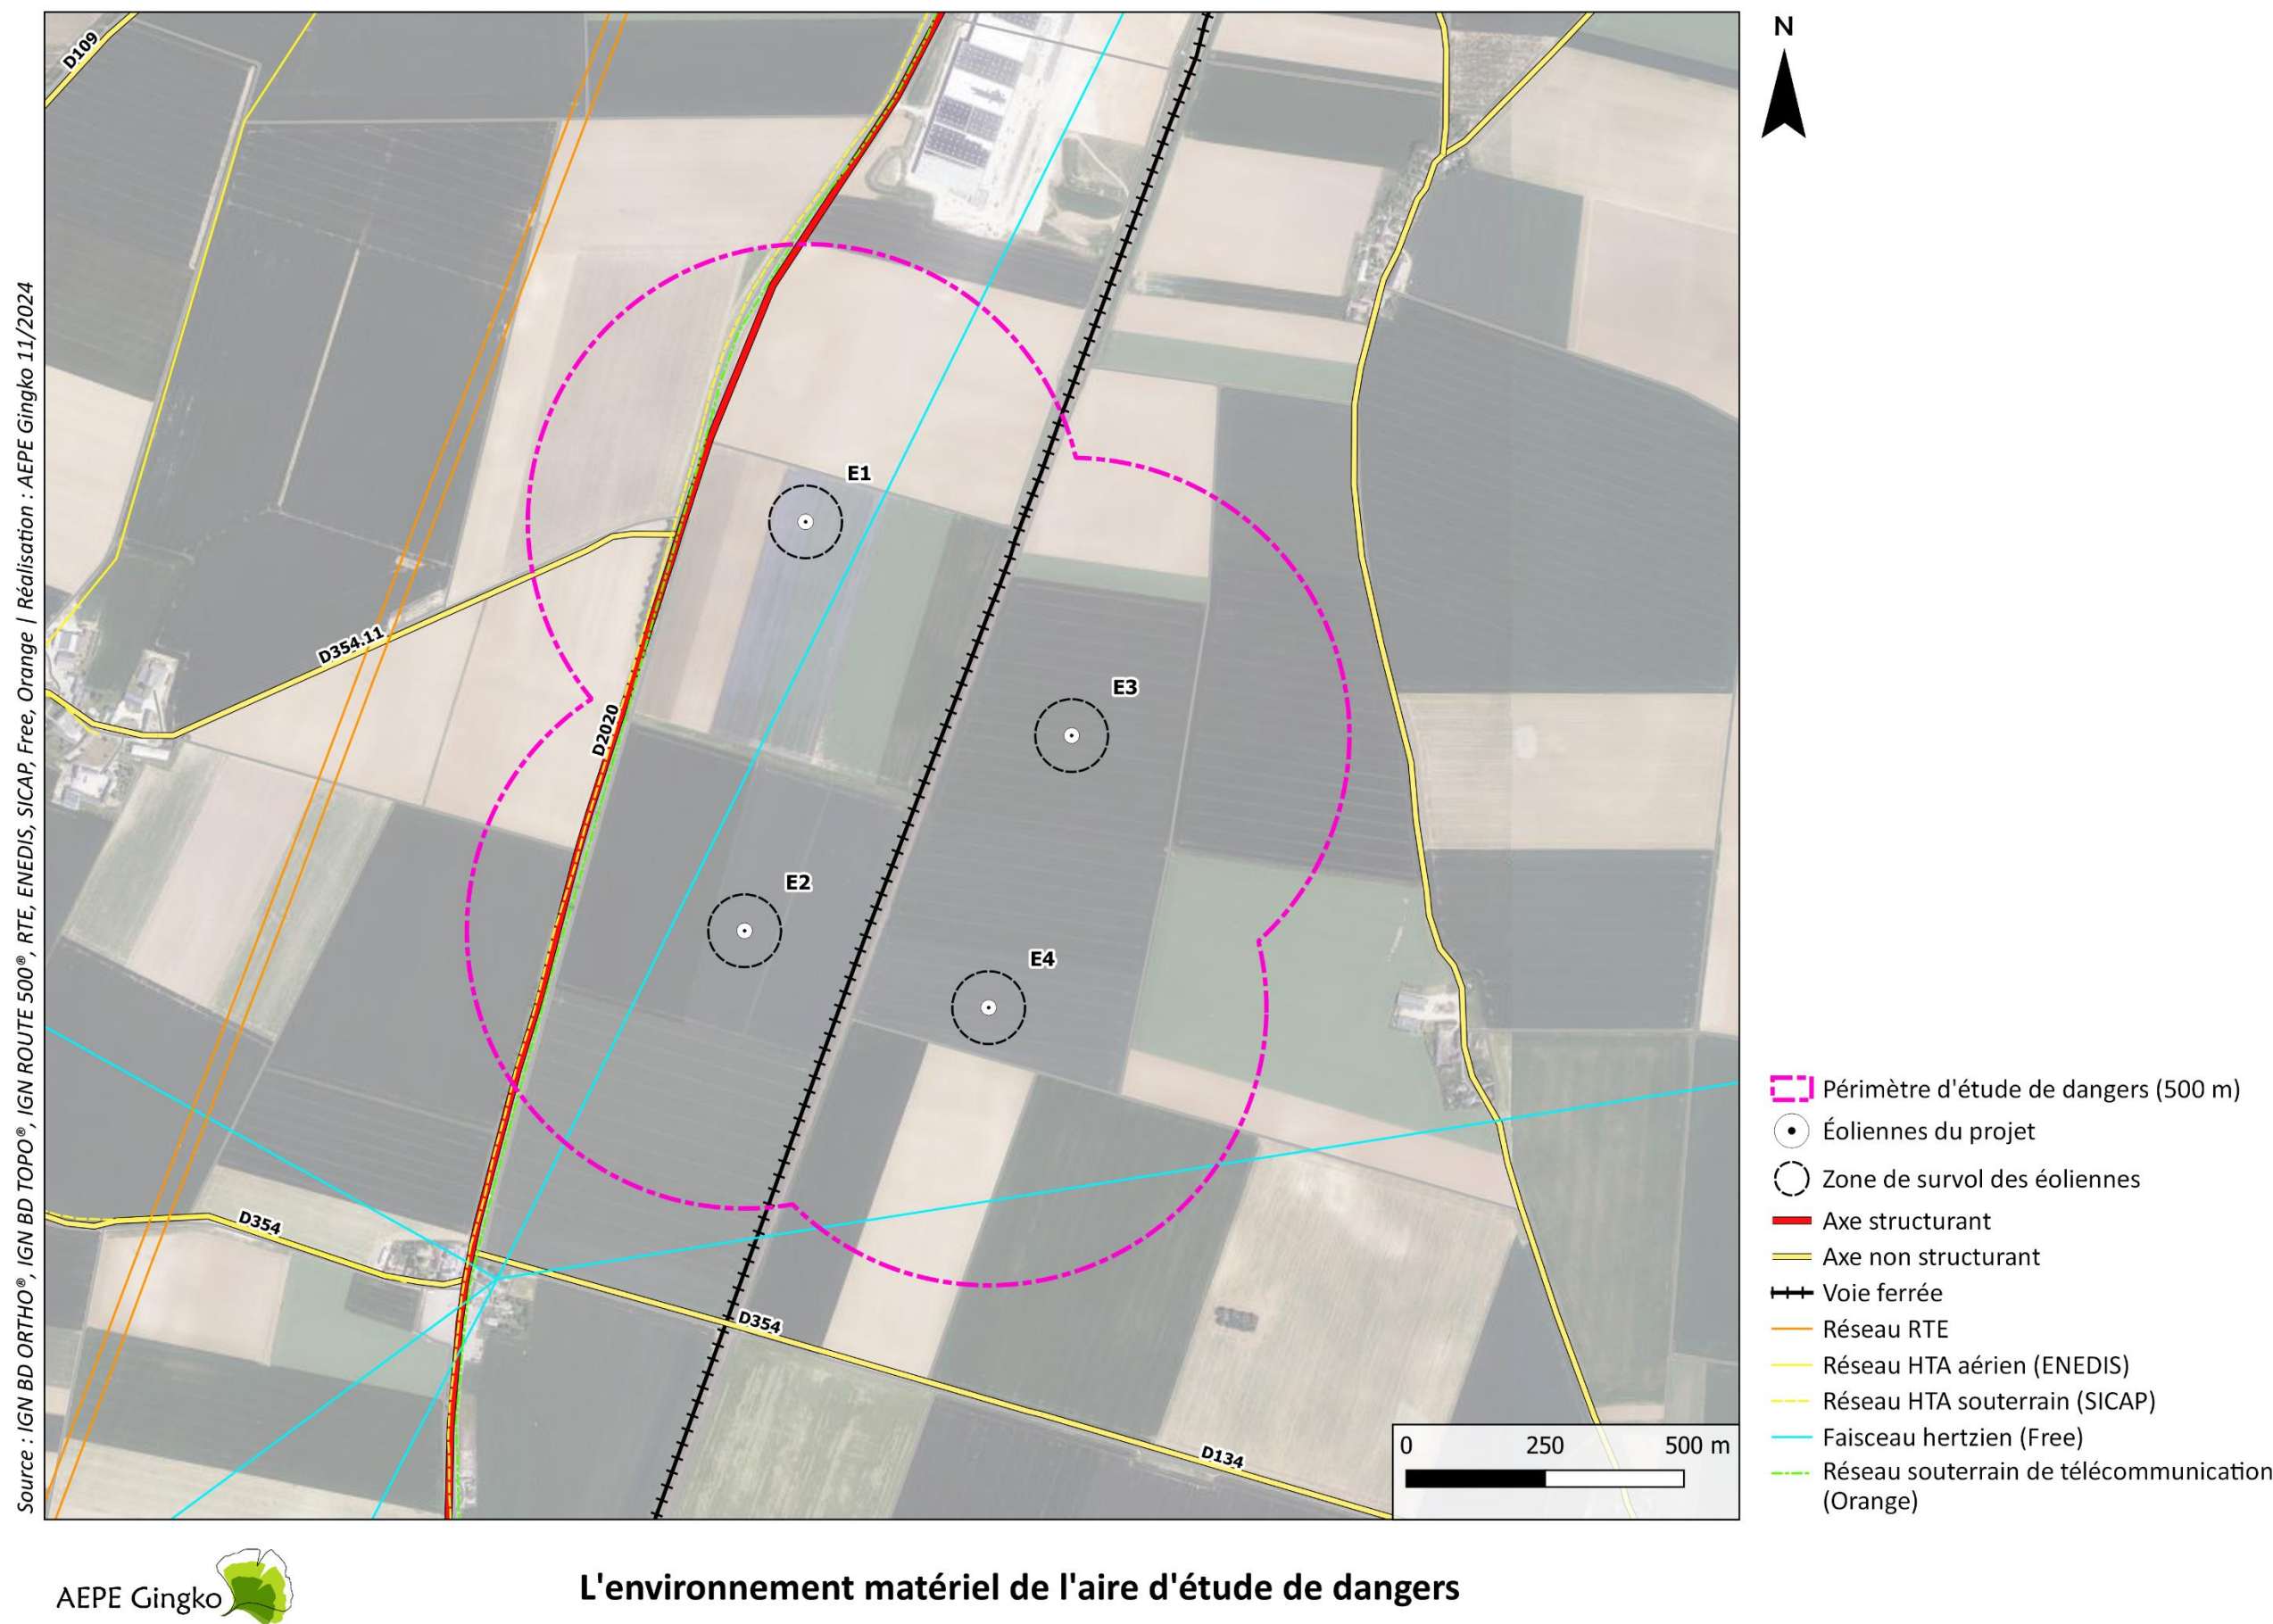 N
D109
E1
D354.11
E3
D2020
E2
E4
D354
D354
D134
0 250 500 m
Périmètre d'étude de dangers (500 m)
Éoliennes du projet
Zone de survol des éoliennes
Axe structurant
Axe non structurant
Voie ferrée
Réseau RTE
Réseau HTA aérien (ENEDIS)
Réseau HTA souterrain (SICAP)
Faisceau hertzien (Free)
Réseau souterrain de télécommunication
(Orange)
Source : IGN BD ORTHO®, IGN BD TOPO®, IGN ROUTE 500®, RTE, ENEDIS, SICAP, Free, Orange | Réalisation : AEPE Gingko 11/2024
AEPE Gingko
L'environnement matériel de l'aire d'étude de dangers